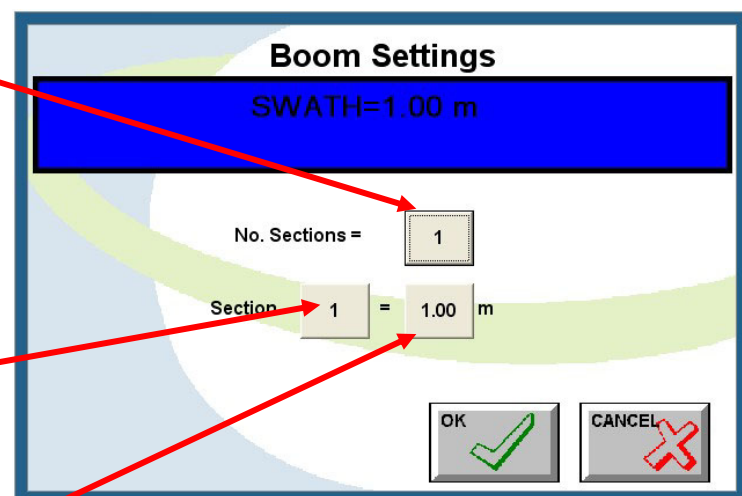 Boom Settings
SWATH=1.00 m
No. Sections = 1
Section 1 = 1.00 m
OK CANCEL